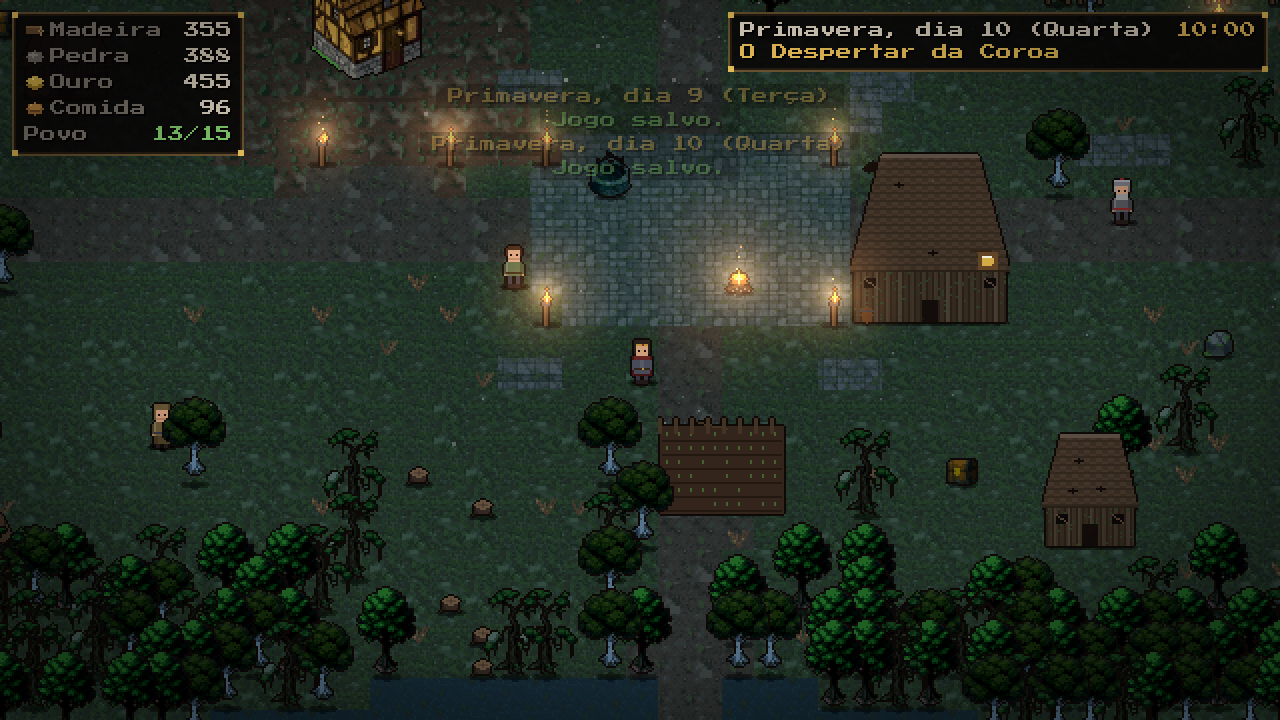 Madeira 355
Pedra 388
Ouro 455
Comida 96
Povo 13/15
Primavera, dia 10 (Quarta) 10:00
O Despertar da Coroa
Primavera, dia 9 (Terça)
Jogo salvo.
Primavera, dia 10 (Quarta)
Jogo salvo.